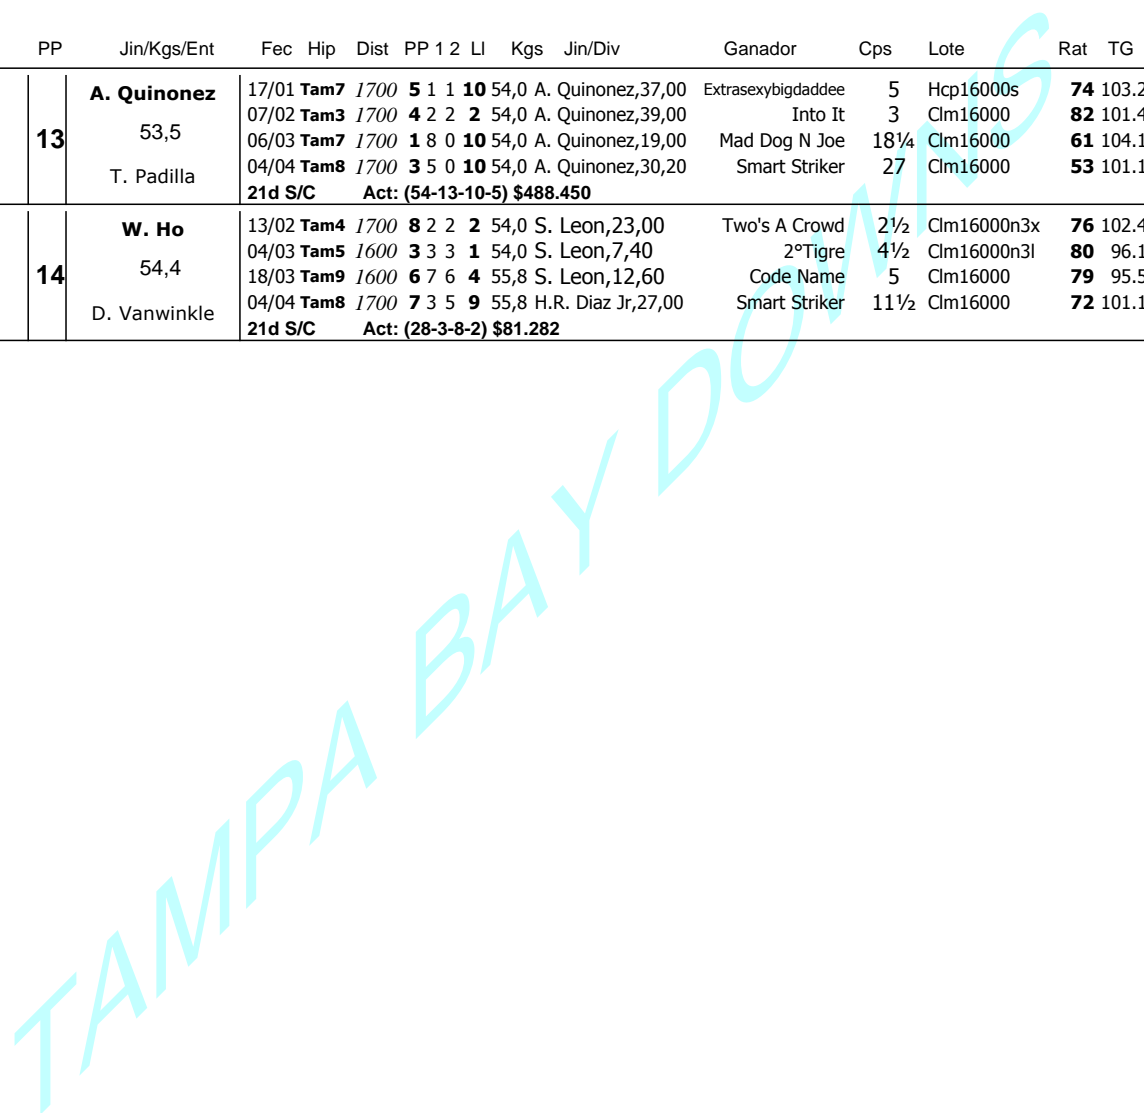 PP Jin/Kgs/Ent Fec Hip Dist PP 1 2 Ll Kgs Jin/Div Ganador Cps Lote Rat TG
13
A. Quinonez
53,5
T. Padilla
17/01 Tam7 1700 5 1 1 10 54,0 A. Quinonez,37,00 Extrasexybigdaddee 5 Hcp16000s 74 103.2
07/02 Tam3 1700 4 2 2 2 54,0 A. Quinonez,39,00 Into It 3 Clm16000 82 101.4
06/03 Tam7 1700 1 8 0 10 54,0 A. Quinonez,19,00 Mad Dog N Joe 18¼ Clm16000 61 104.1
04/04 Tam8 1700 3 5 0 10 54,0 A. Quinonez,30,20 Smart Striker 27 Clm16000 53 101.1
21d S/C Act: (54-13-10-5) $488.450
14
W. Ho
54,4
D. Vanwinkle
13/02 Tam4 1700 8 2 2 2 54,0 S. Leon,23,00 Two's A Crowd 2½ Clm16000n3x 76 102.4
04/03 Tam5 1600 3 3 3 1 54,0 S. Leon,7,40 2°Tigre 4½ Clm16000n3l 80 96.1
18/03 Tam9 1600 6 7 6 4 55,8 S. Leon,12,60 Code Name 5 Clm16000 79 95.5
04/04 Tam8 1700 7 3 5 9 55,8 H.R. Diaz Jr,27,00 Smart Striker 11½ Clm16000 72 101.1
21d S/C Act: (28-3-8-2) $81.282
TAMPA BAY DOWNS